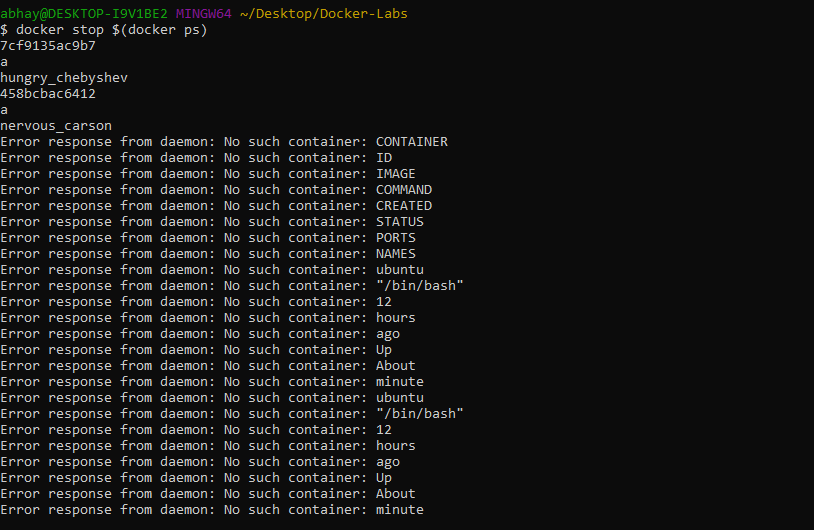 abhay@DESKTOP-I9V1BE2 MINGW64 ~/Desktop/Docker-Labs
$ docker stop $(docker ps)
7cf9135ac9b7
a
hungry_chebyshev
458bcbac6412
a
nervous_carson
Error response from daemon: No such container: CONTAINER
Error response from daemon: No such container: ID
Error response from daemon: No such container: IMAGE
Error response from daemon: No such container: COMMAND
Error response from daemon: No such container: CREATED
Error response from daemon: No such container: STATUS
Error response from daemon: No such container: PORTS
Error response from daemon: No such container: NAMES
Error response from daemon: No such container: ubuntu
Error response from daemon: No such container: "/bin/bash"
Error response from daemon: No such container: 12
Error response from daemon: No such container: hours
Error response from daemon: No such container: ago
Error response from daemon: No such container: Up
Error response from daemon: No such container: About
Error response from daemon: No such container: minute
Error response from daemon: No such container: ubuntu
Error response from daemon: No such container: "/bin/bash"
Error response from daemon: No such container: 12
Error response from daemon: No such container: hours
Error response from daemon: No such container: ago
Error response from daemon: No such container: Up
Error response from daemon: No such container: About
Error response from daemon: No such container: minute